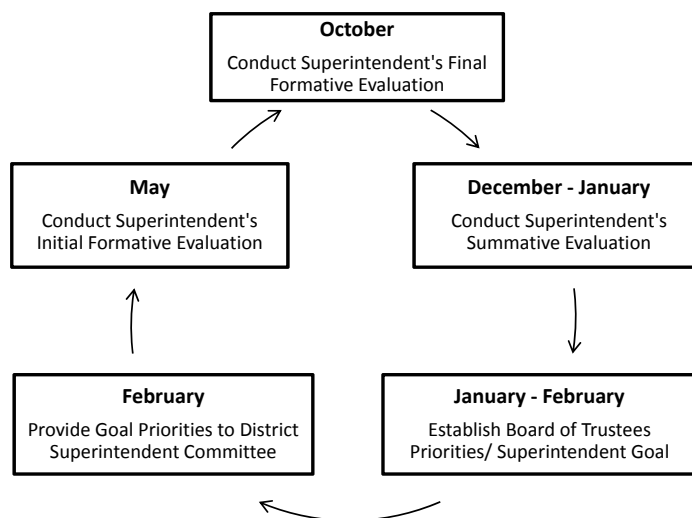 October
Conduct Superintendent's Final
Formative Evaluation
May
Conduct Superintendent's
Initial Formative Evaluation
December - January
Conduct Superintendent's
Summative Evaluation
February
Provide Goal Priorities to District
Superintendent Committee
January - February
Establish Board of Trustees
Priorities/ Superintendent Goal